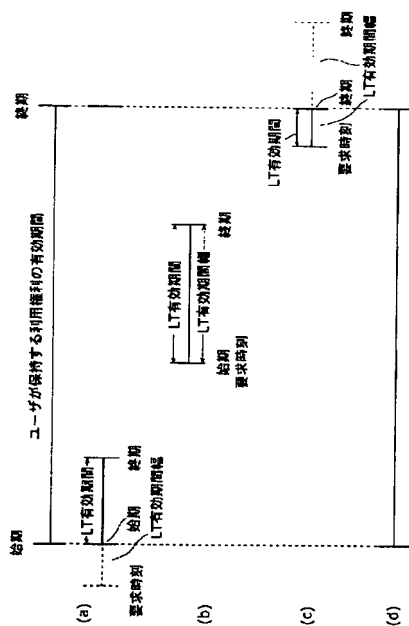 始期
終期
ユーザが保持する利用権利の有効期間
(a)
LT有効期間
要求時刻
始期
終期
LT有効期間幅
(b)
LT有効期間
LT有効期間幅
始期
要求時刻
終期
(c)
LT有効期間
要求時刻
終期
終期
LT有効期間幅
(d)